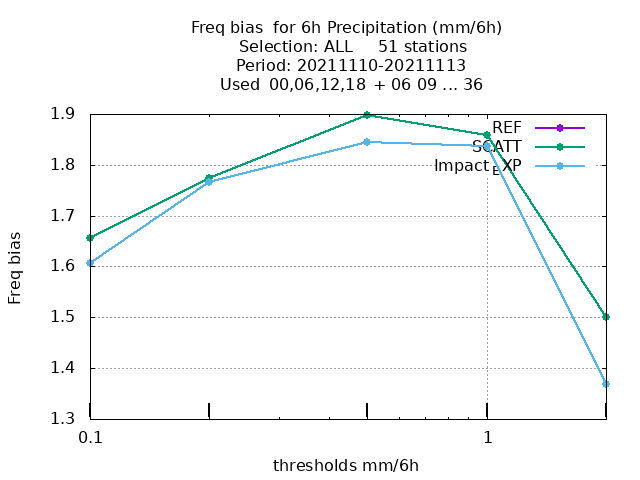 Freq bias  for 6h Precipitation (mm/6h)
Selection: ALL     51 stations
Period: 20211110-20211113
Used  00,06,12,18  + 06 09 ... 36
1.9
1.8
1.7
1.6
1.5
1.4
1.3
Freq bias
REF
SCATT
Impact_EXP
0.1
1
thresholds mm/6h